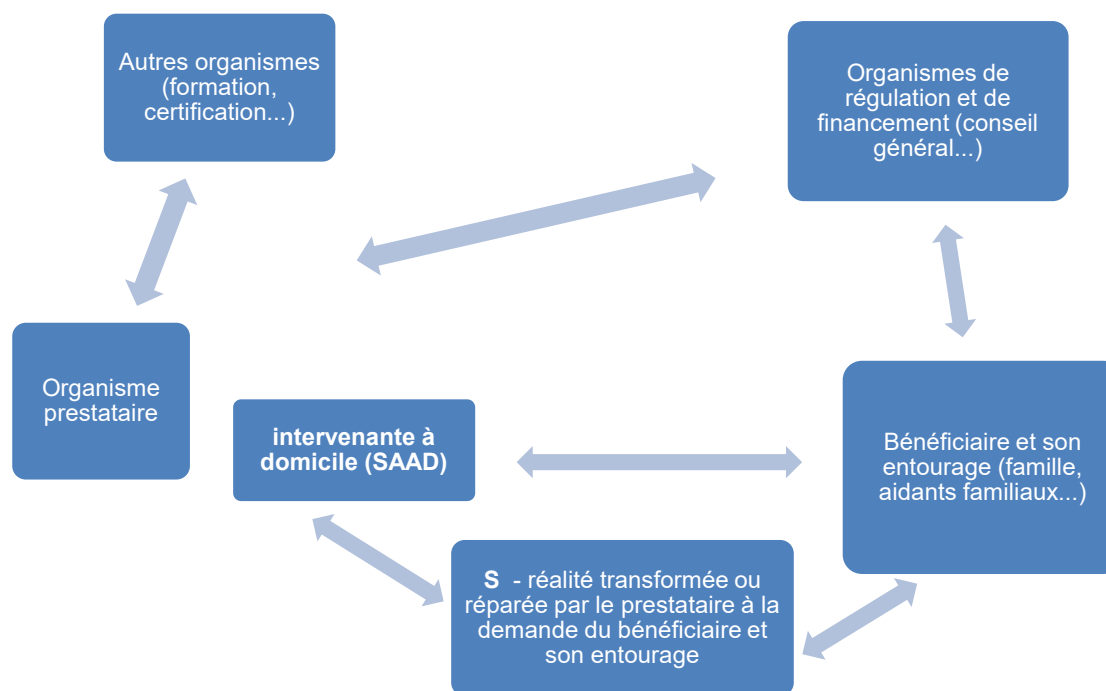 Autres organismes
(formation,
certification...)
Organismes de
régulation et de
financement (conseil
général...)
Organisme
prestataire
intervenante à
domicile (SAAD)
Bénéficiaire et son
entourage (famille,
aidants familiaux...)
S - réalité transformée ou
réparée par le prestataire à la
demande du bénéficiaire et
son entourage